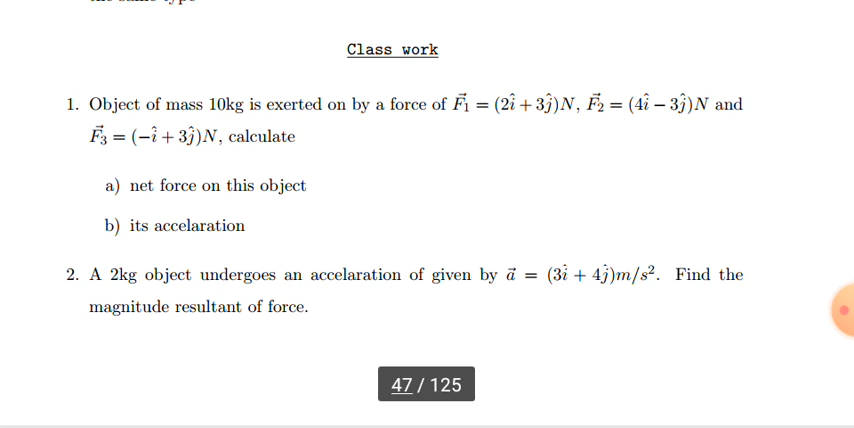 Class work
1. Object of mass 10kg is exerted on by a force of F⃗₁ = (2î + 3ĵ)N, F⃗₂ = (4î − 3ĵ)N and
F⃗₃ = (−î + 3ĵ)N, calculate
a) net force on this object
b) its accelaration
2. A 2kg object undergoes an accelaration of given by a⃗ = (3î + 4ĵ)m/s². Find the
magnitude resultant of force.
47 / 125